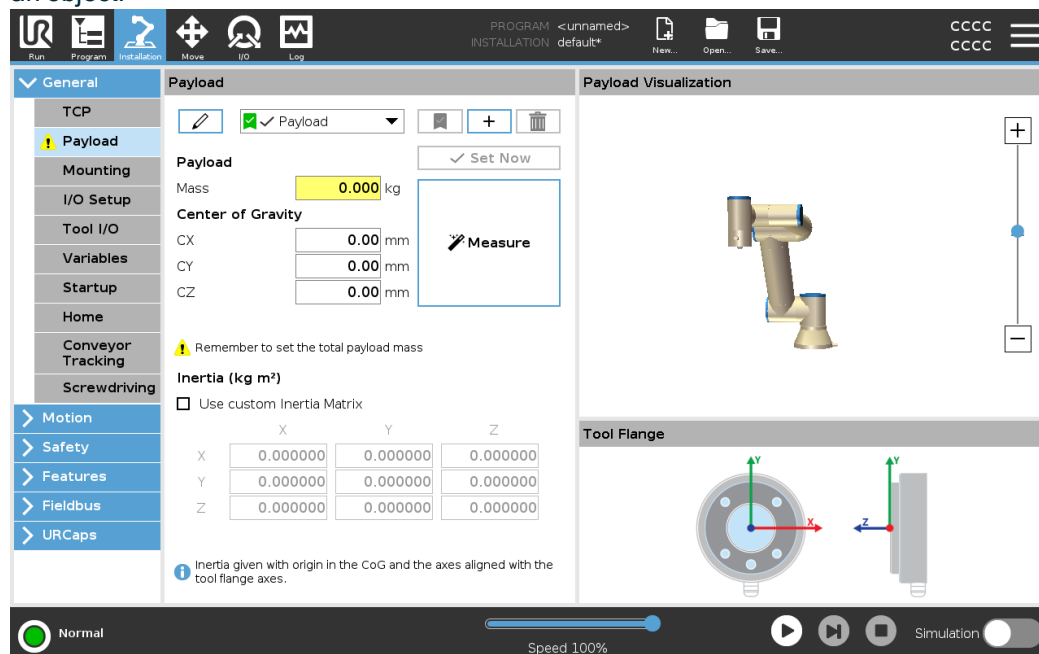 PROGRAM <unnamed>
INSTALLATION default*
UR
Run
Program
Installation
Move
I/O
Log
New...
Open...
Save...
CCCC
CCCC
General
TCP
Payload
Mounting
I/O Setup
Tool I/O
Variables
Startup
Home
Conveyor
Tracking
Screwdriving
Motion
Safety
Features
Fieldbus
URCaps
Payload
Payload
Payload
Set Now
Mass 0.000 kg
Center of Gravity
CX 0.00 mm
CY 0.00 mm
CZ 0.00 mm
Measure
Remember to set the total payload mass
Inertia (kg m²)
Use custom Inertia Matrix
X Y Z
X 0.000000 0.000000 0.000000
Y 0.000000 0.000000 0.000000
Z 0.000000 0.000000 0.000000
Inertia given with origin in the CoG and the axes aligned with the
tool flange axes.
Payload Visualization
Tool Flange
Y
X
Y
Z
Normal
Speed 100%
Simulation